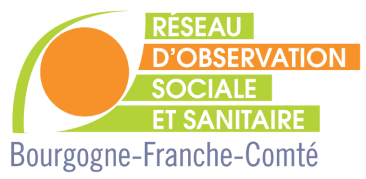 RÉSEAU
D'OBSERVATION
SOCIALE
ET SANITAIRE
Bourgogne-Franche-Comté